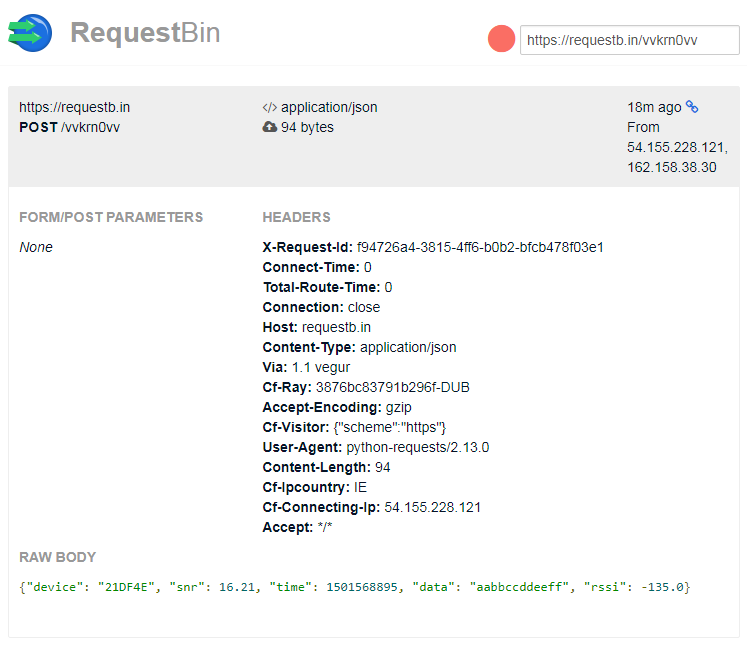 RequestBin
https://requestb.in/vvkrn0vv
https://requestb.in
POST /vvkrn0vv
</> application/json
94 bytes
18m ago
From
54.155.228.121,
162.158.38.30
FORM/POST PARAMETERS
None
HEADERS
X-Request-Id: f94726a4-3815-4ff6-b0b2-bfcb478f03e1
Connect-Time: 0
Total-Route-Time: 0
Connection: close
Host: requestb.in
Content-Type: application/json
Via: 1.1 vegur
Cf-Ray: 3876bc83791b296f-DUB
Accept-Encoding: gzip
Cf-Visitor: {"scheme":"https"}
User-Agent: python-requests/2.13.0
Content-Length: 94
Cf-Ipcountry: IE
Cf-Connecting-Ip: 54.155.228.121
Accept: */*
RAW BODY
{"device": "21DF4E", "snr": 16.21, "time": 1501568895, "data": "aabbccddeeff", "rssi": -135.0}